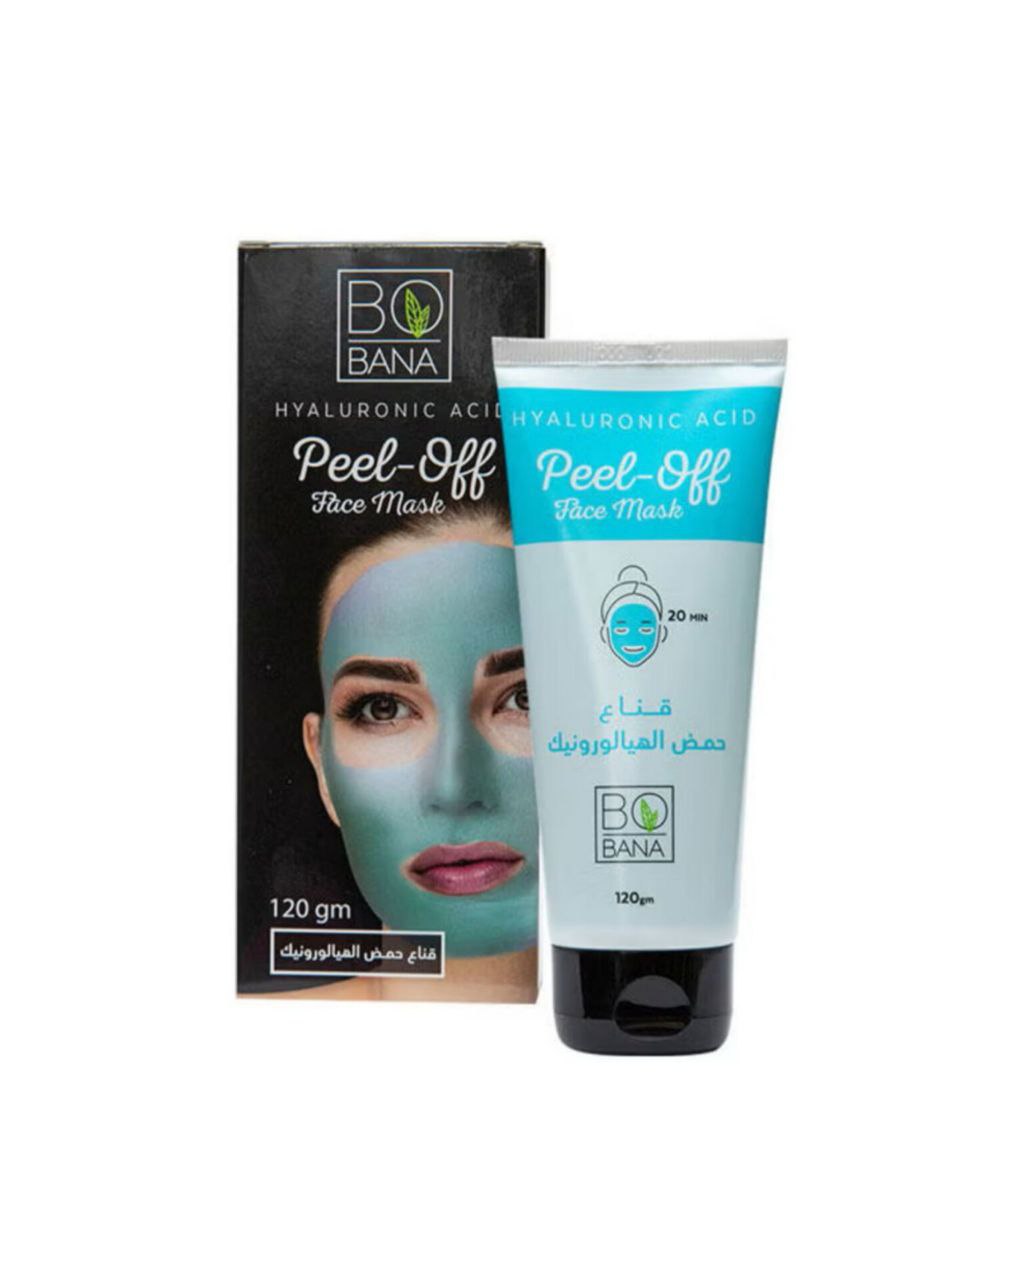 BO
BANA
HYALURONIC ACID
Peel-Off
Face Mask
120 gm
قناع حمض الهيالورونيك
HYALURONIC ACID
Peel-Off
Face Mask
20 MIN
قناع
حمض الهيالورونيك
BO
BANA
120gm